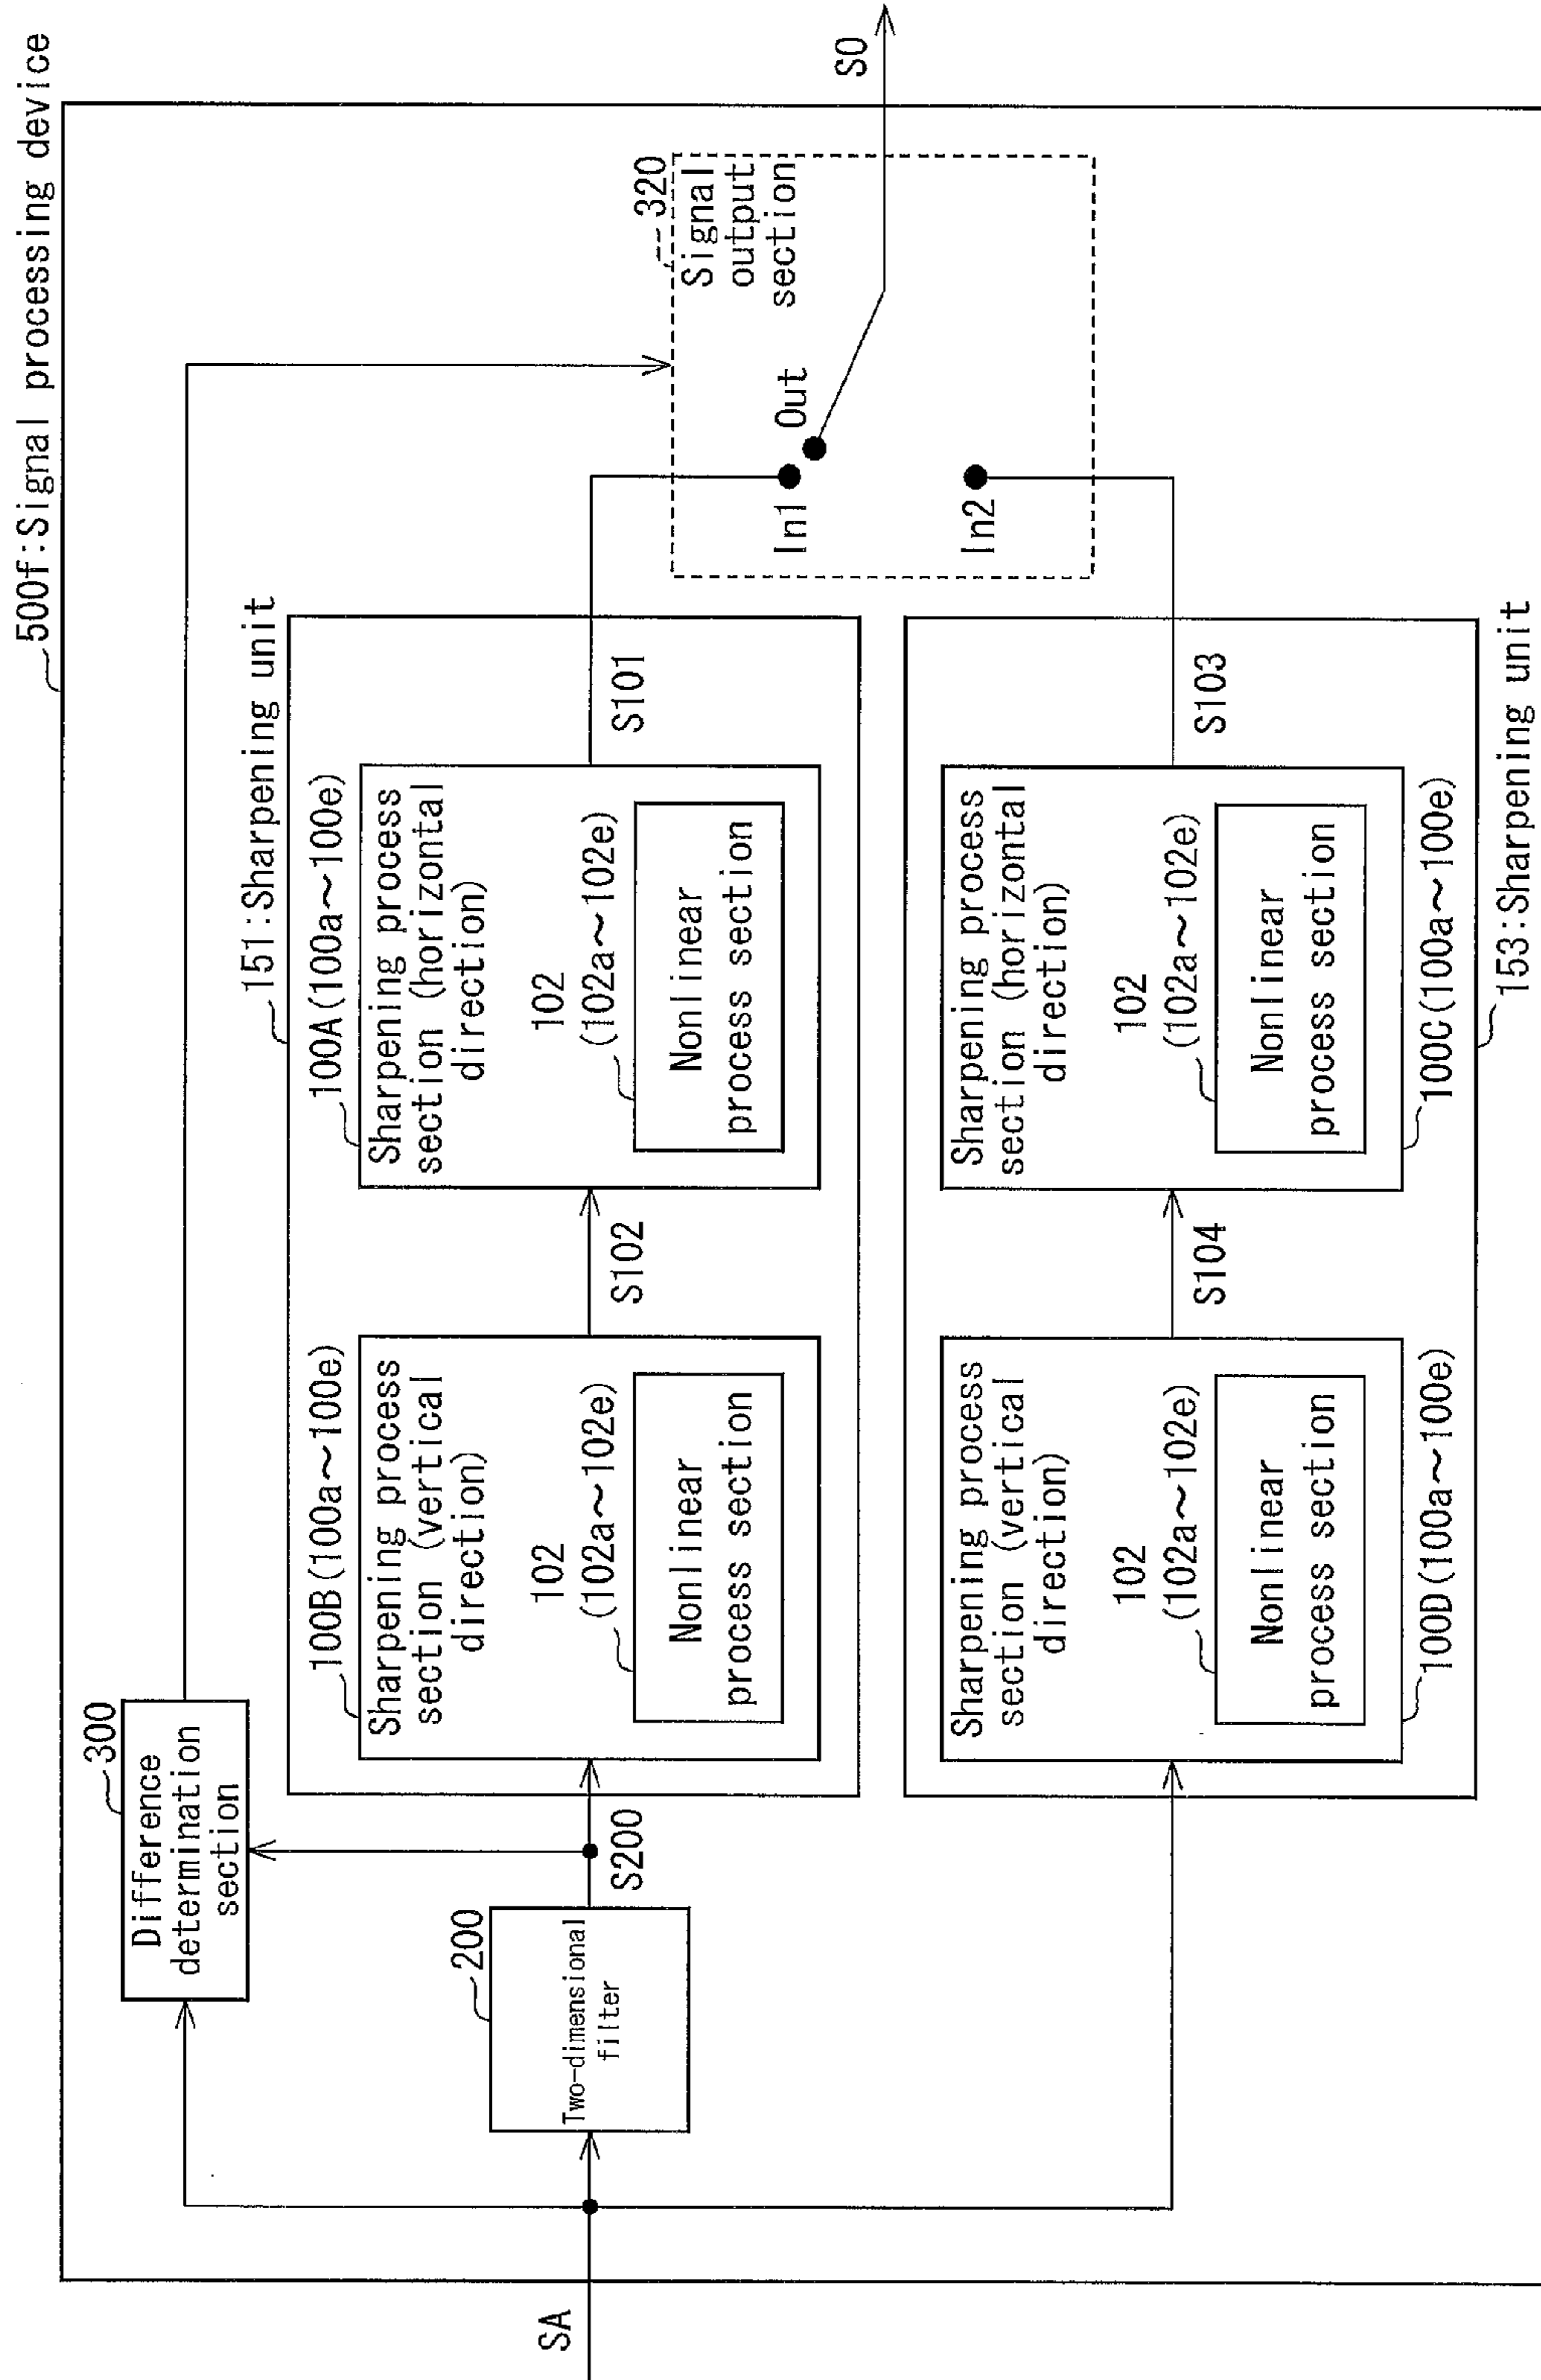 500f:Signal processing device
SA
300
Difference
determination
section
200
Two-dimensional
filter
S200
151:Sharpening unit
100B(100a～100e)
Sharpening process
section (vertical
direction)
102
(102a～102e)
Nonlinear
process section
S102
100A(100a～100e)
Sharpening process
section (horizontal
direction)
102
(102a～102e)
Nonlinear
process section
S101
Sharpening process
section (vertical
direction)
102
(102a～102e)
Nonlinear
process section
100D(100a～100e)
S104
Sharpening process
section (horizontal
direction)
102
(102a～102e)
Nonlinear
process section
100C(100a～100e)
S103
153:Sharpening unit
320
Signal
output
section
In1
Out
In2
SO